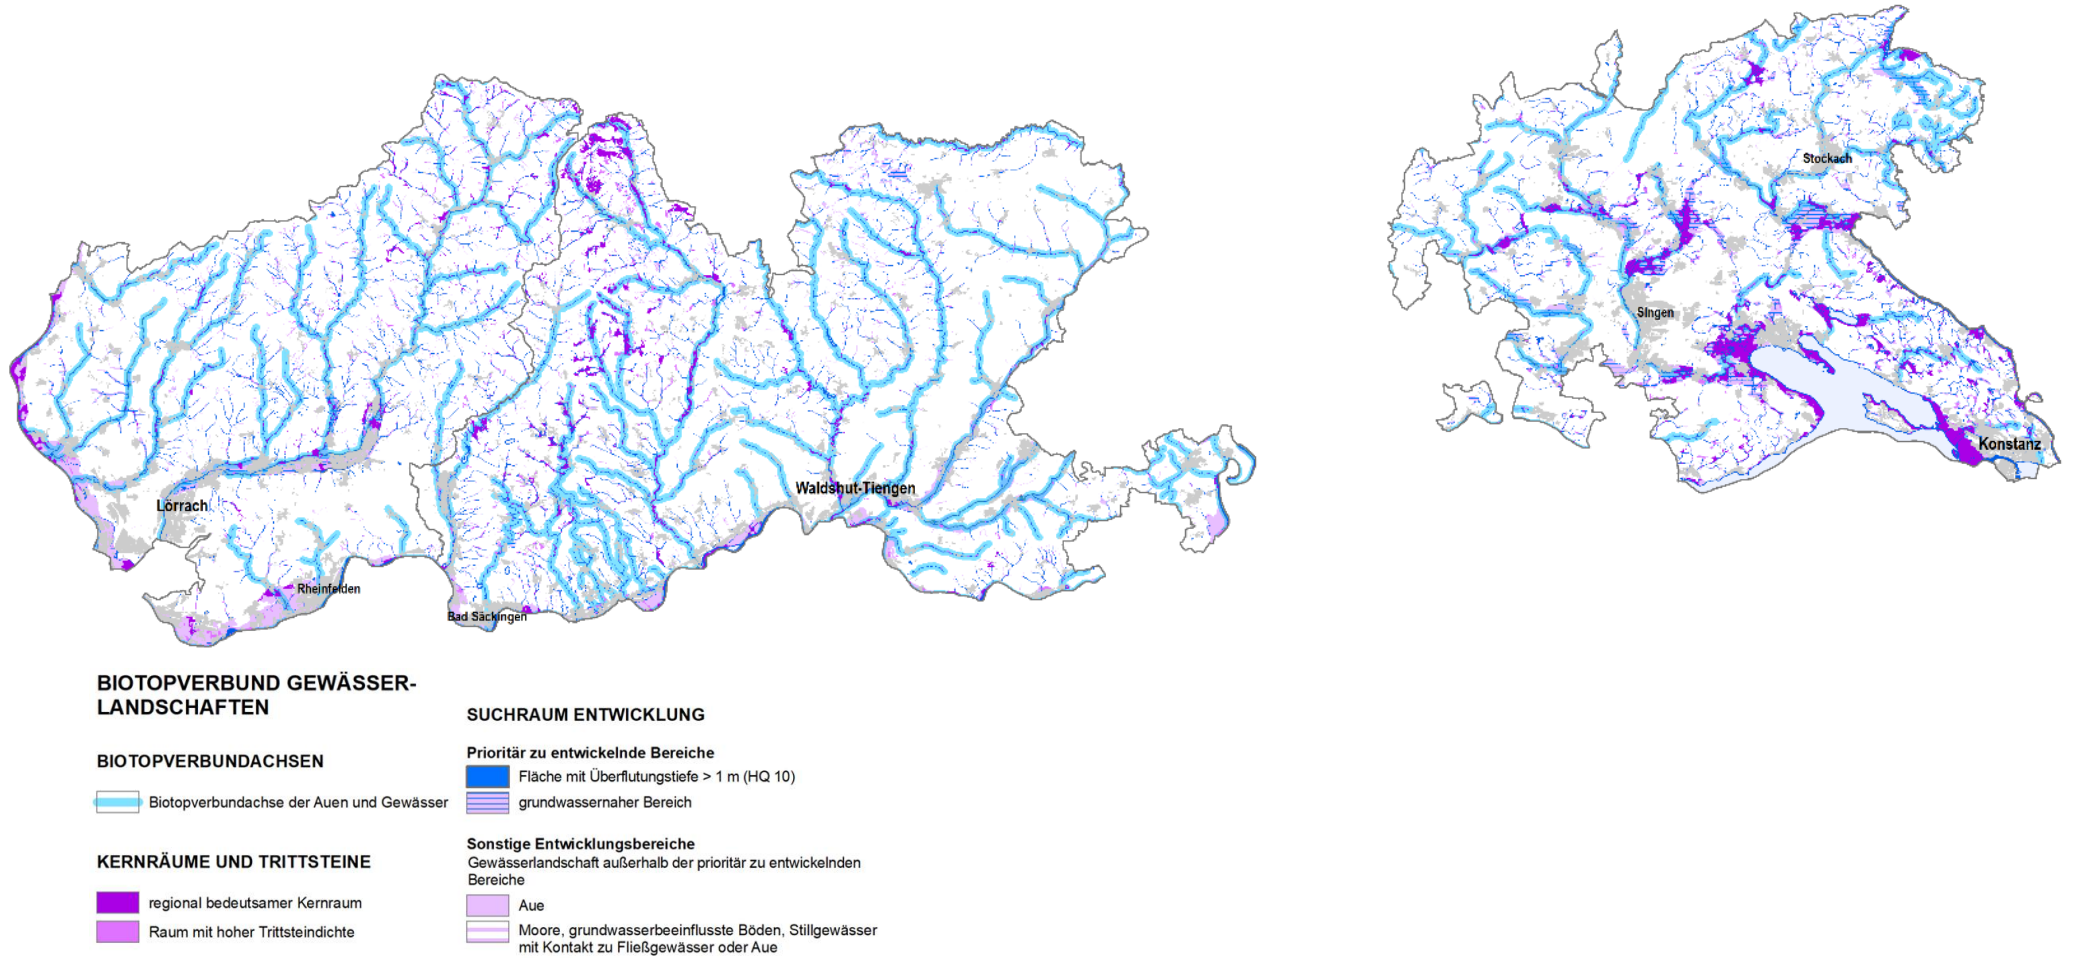 Stockach
Singen
Konstanz
Waldshut-Tiengen
Lörrach
Rheinfelden
Bad Säckingen
BIOTOPVERBUND GEWÄSSER-
LANDSCHAFTEN
BIOTOPVERBUNDACHSEN
Biotopverbundachse der Auen und Gewässer
KERNRÄUME UND TRITTSTEINE
regional bedeutsamer Kernraum
Raum mit hoher Trittsteindichte
SUCHRAUM ENTWICKLUNG
Prioritär zu entwickelnde Bereiche
Fläche mit Überflutungstiefe > 1 m (HQ 10)
grundwassernaher Bereich
Sonstige Entwicklungsbereiche
Gewässerlandschaft außerhalb der prioritär zu entwickelnden
Bereiche
Aue
Moore, grundwasserbeeinflusste Böden, Stillgewässer
mit Kontakt zu Fließgewässer oder Aue